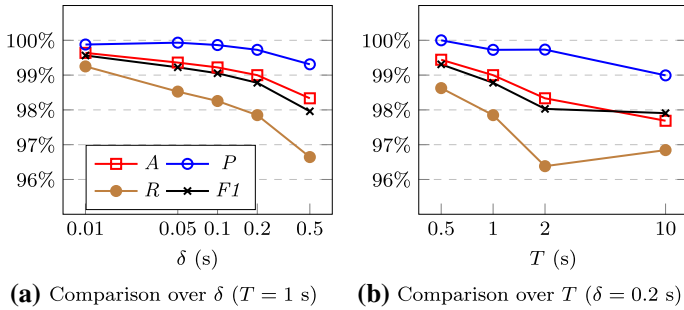 100%
99%
98%
97%
96%
A P
R F1
0.01 0.05 0.1 0.2 0.5
δ (s)
(a) Comparison over δ (T = 1 s)
100%
99%
98%
97%
96%
0.5 1 2 10
T (s)
(b) Comparison over T (δ = 0.2 s)